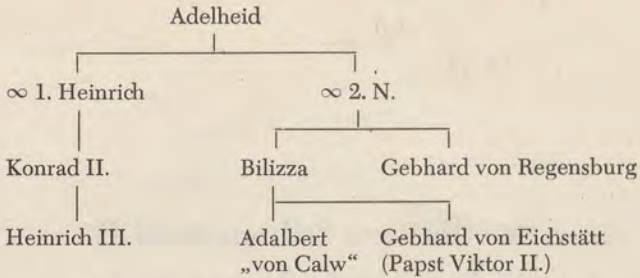 Adelheid
∞ 1. Heinrich ∞ 2. N.
Konrad II. Bilizza Gebhard von Regensburg
Heinrich III. Adalbert Gebhard von Eichstätt
„von Calw“ (Papst Viktor II.)